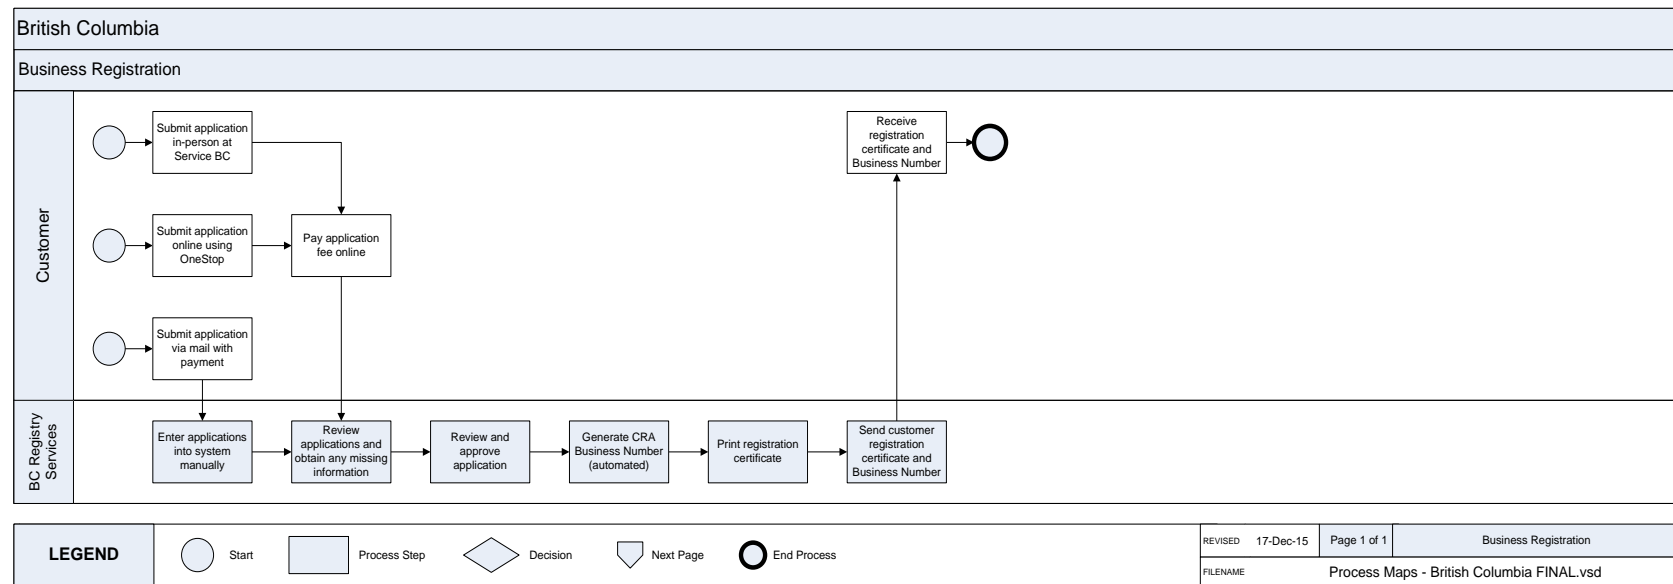 British Columbia
Business Registration
Customer
Submit application
in-person at
Service BC
Receive
registration
certificate and
Business Number
Submit application
online using
OneStop
Pay application
fee online
Submit application
via mail with
payment
BC Registry
Services
Enter applications
into system
manually
Review
applications and
obtain any missing
information
Review and
approve
application
Generate CRA
Business Number
(automated)
Print registration
certificate
Send customer
registration
certificate and
Business Number
LEGEND
Start
Process Step
Decision
Next Page
End Process
REVISED 17-Dec-15 Page 1 of 1 Business Registration
FILENAME Process Maps - British Columbia FINAL.vsd